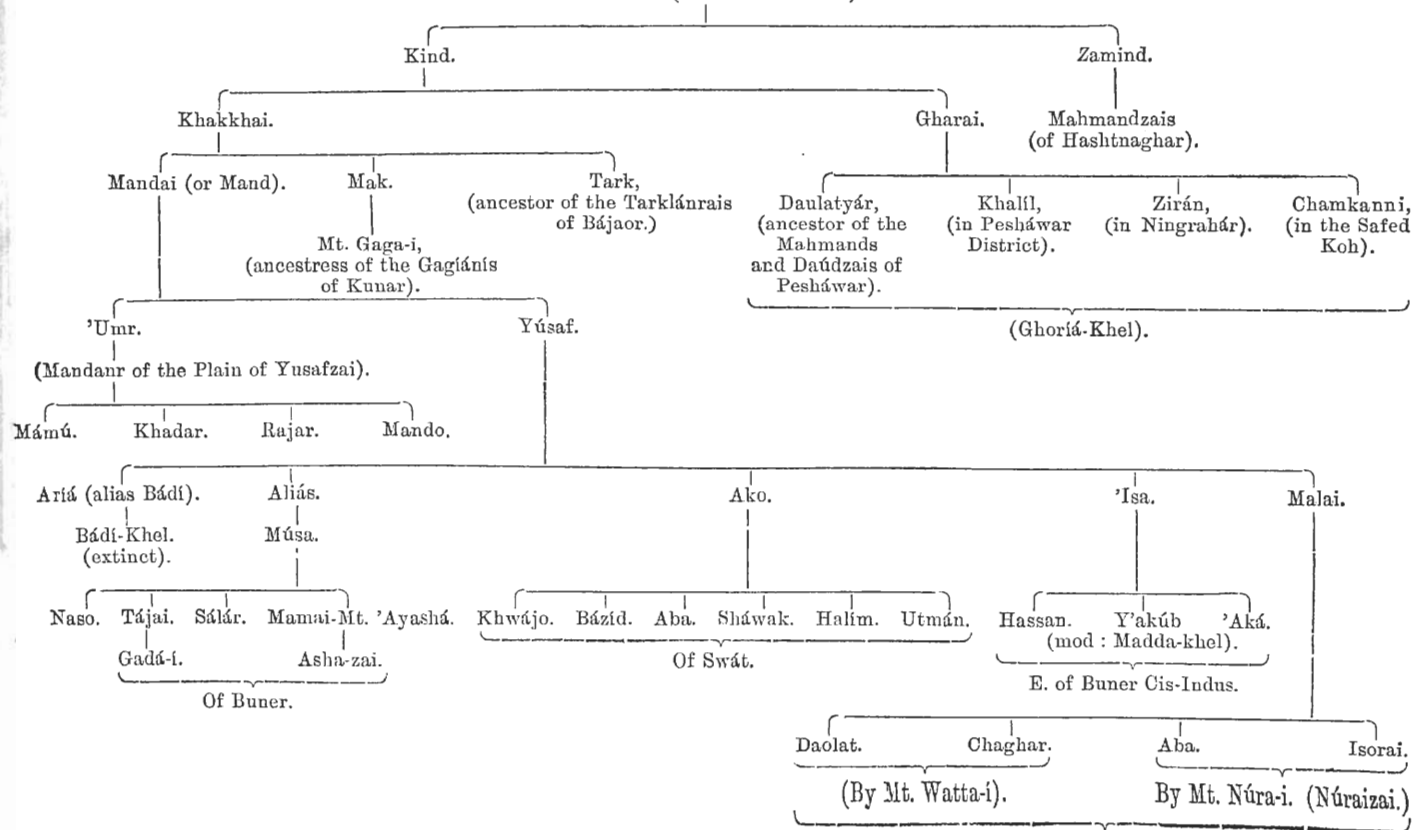 Kind. Zamind.
Khakkhai. Gharai. Mahmandzais
(of Hashtnaghar).
Mandai (or Mand). Mak. Tark,
(ancestor of the Tarklánrais
of Bájaor.)
Daulatyár, Khalíl, Zirán, Chamkanni,
(ancestor of the (in Pesháwar (in Ningrahár). (in the Safed
Mahmands District). Koh).
and Daúdzais of
Pesháwar).
Mt. Gaga-i,
(ancestress of the Gagíánís
of Kunar).
(Ghoríá-Khel).
’Umr. Yúsaf.
(Mandanr of the Plain of Yusafzai).
Mámú. Khadar. Rajar. Mando.
Aríá (alias Bádí). Aliás. Ako. ’Isa. Malai.
Bádí-Khel. Músa.
(extinct).
Naso. Tájai. Sálár. Mamai-Mt. ’Ayashá. Khwájo. Bázíd. Aba. Sháwak. Halím. Utmán. Hassan. Y’akúb ’Aká.
(mod : Madda-khel).
Gadá-í. Asha-zai. Of Swát.
E. of Buner Cis-Indus.
Of Buner.
Daolat. Chaghar. Aba. Isorai.
(By Mt. Watta-í). By Mt. Núra-i. (Núraizai.)